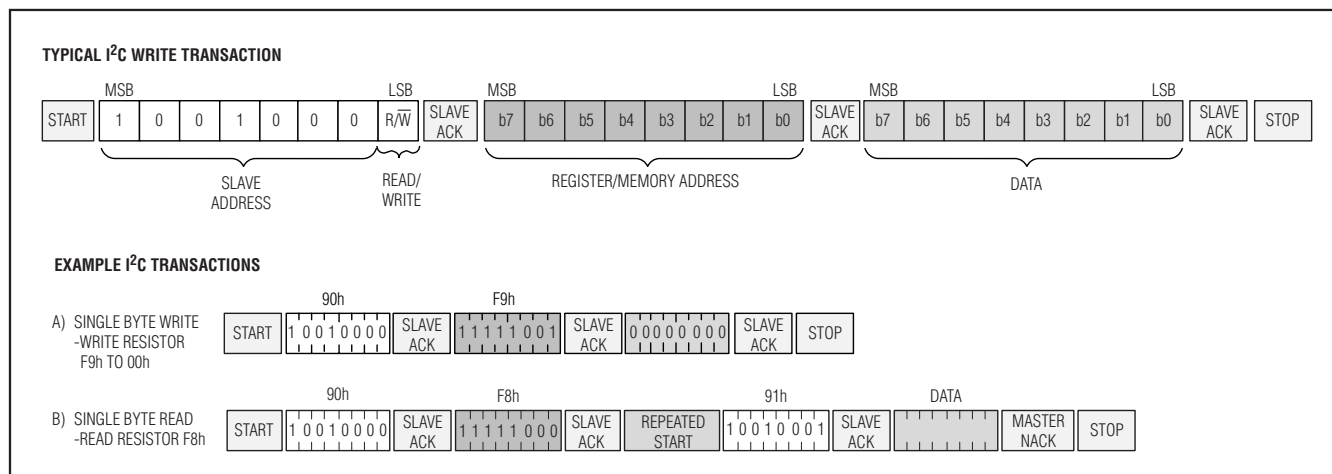 TYPICAL I²C WRITE TRANSACTION
MSB LSB MSB LSB MSB LSB
START 1 0 0 1 0 0 0 R/W̅ SLAVE ACK b7 b6 b5 b4 b3 b2 b1 b0 SLAVE ACK b7 b6 b5 b4 b3 b2 b1 b0 SLAVE ACK STOP
SLAVE ADDRESS READ/WRITE REGISTER/MEMORY ADDRESS DATA
EXAMPLE I²C TRANSACTIONS
90h F9h
A) SINGLE BYTE WRITE
-WRITE RESISTOR
F9h TO 00h
START 1 0 0 1 0 0 0 0 SLAVE ACK 1 1 1 1 1 0 0 1 SLAVE ACK 0 0 0 0 0 0 0 0 SLAVE ACK STOP
90h F8h 91h DATA
B) SINGLE BYTE READ
-READ RESISTOR F8h
START 1 0 0 1 0 0 0 0 SLAVE ACK 1 1 1 1 1 0 0 0 SLAVE ACK REPEATED START 1 0 0 1 0 0 0 1 SLAVE ACK MASTER NACK STOP